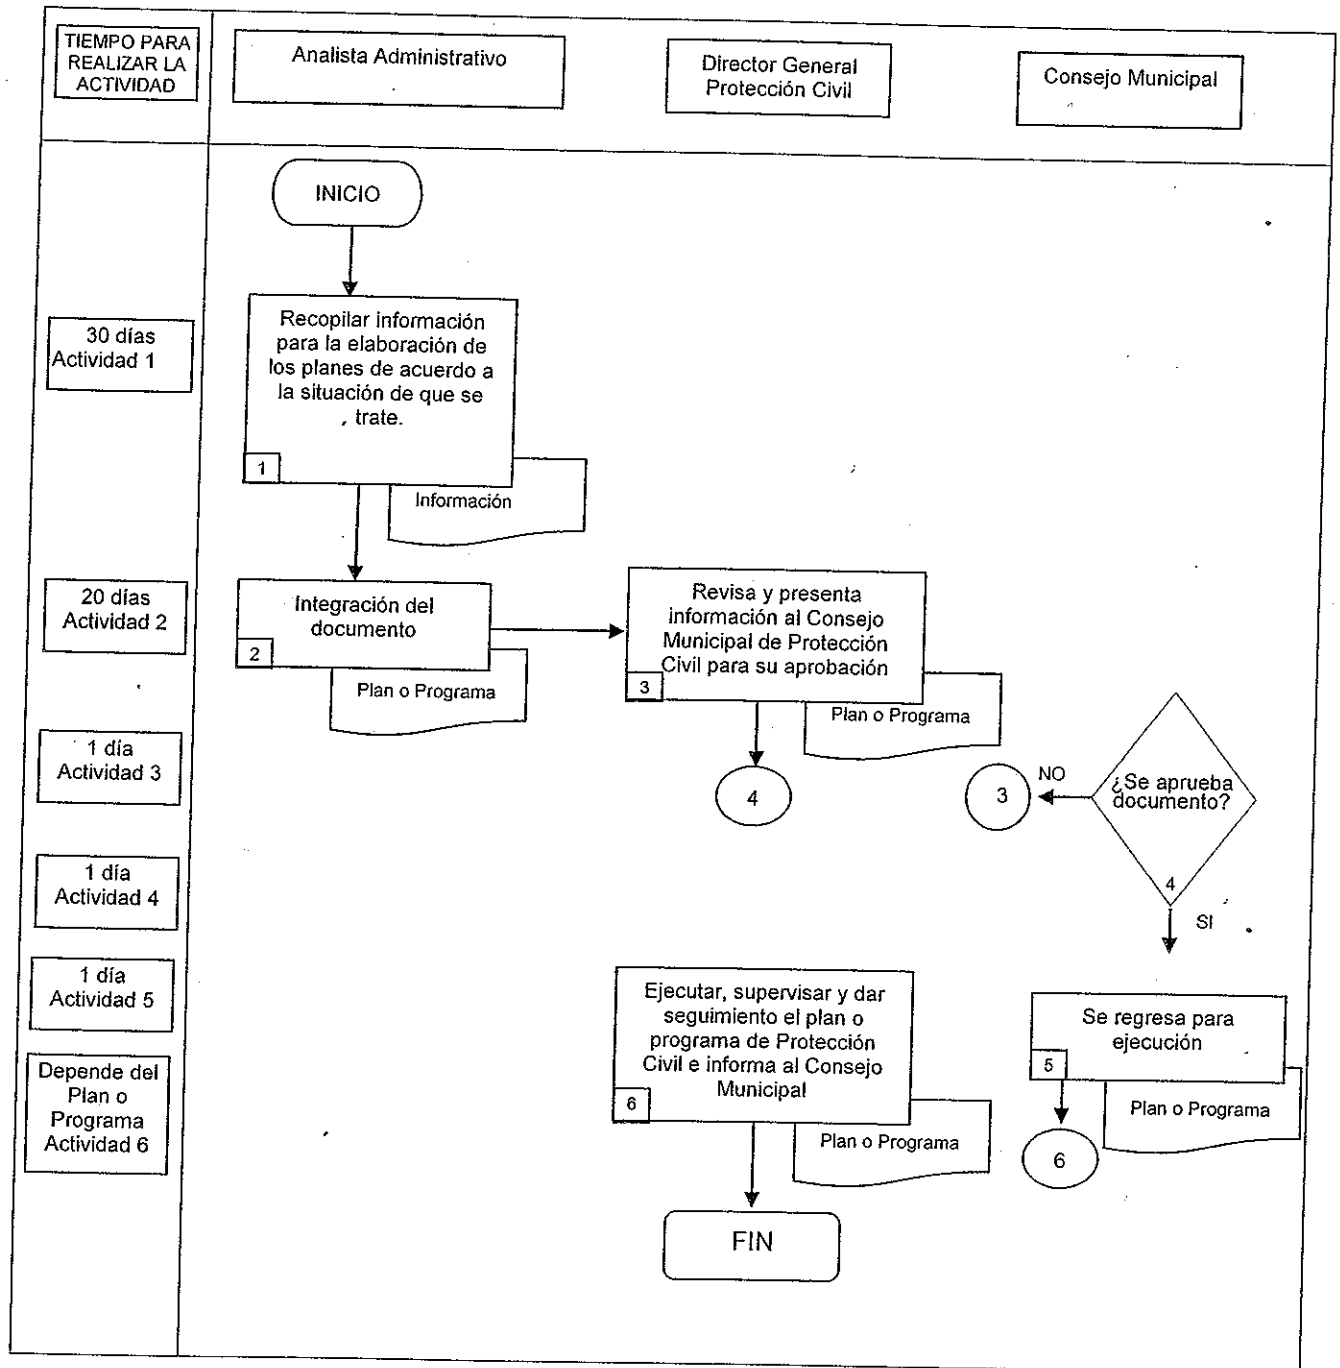 TIEMPO PARA
REALIZAR LA
ACTIVIDAD
Analista Administrativo
Director General
Protección Civil
Consejo Municipal
INICIO
30 días
Actividad 1
Recopilar información
para la elaboración de
los planes de acuerdo a
la situación de que se
trate.
1
Información
20 días
Actividad 2
Integración del
documento
2
Plan o Programa
Revisa y presenta
información al Consejo
Municipal de Protección
Civil para su aprobación
3
Plan o Programa
1 día
Actividad 3
4
3
NO
¿Se aprueba
documento?
4
SI
1 día
Actividad 4
1 día
Actividad 5
Ejecutar, supervisar y dar
seguimiento el plan o
programa de Protección
Civil e informa al Consejo
Municipal
6
Plan o Programa
Se regresa para
ejecución
5
Plan o Programa
6
Depende del
Plan o
Programa
Actividad 6
FIN